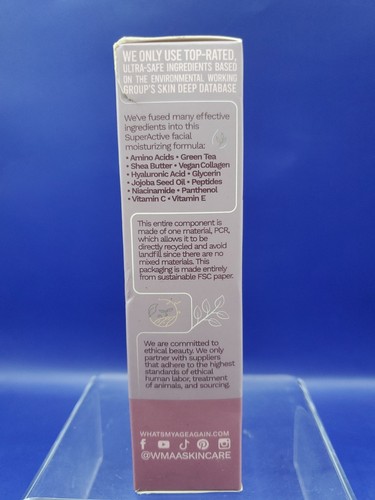 WE ONLY USE TOP-RATED,
ULTRA-SAFE INGREDIENTS BASED
ON THE ENVIRONMENTAL WORKING
GROUP'S SKIN DEEP DATABASE
We've fused many effective
ingredients into this
SuperActive facial
moisturizing formula:
• Amino Acids • Green Tea
• Shea Butter • Vegan Collagen
• Hyaluronic Acid • Glycerin
• Jojoba Seed Oil • Peptides
• Niacinamide • Panthenol
• Vitamin C • Vitamin E
This entire component is
made of one material, PCR,
which allows it to be
directly recycled and avoid
landfill since there are no
mixed materials. This
packaging is made entirely
from sustainable FSC paper.
We are committed to
ethical beauty. We only
partner with suppliers
that adhere to the highest
standards of ethical
human labor, treatment
of animals, and sourcing.
WHATSMYAGEAGAIN.COM
@WMAASKINCARE